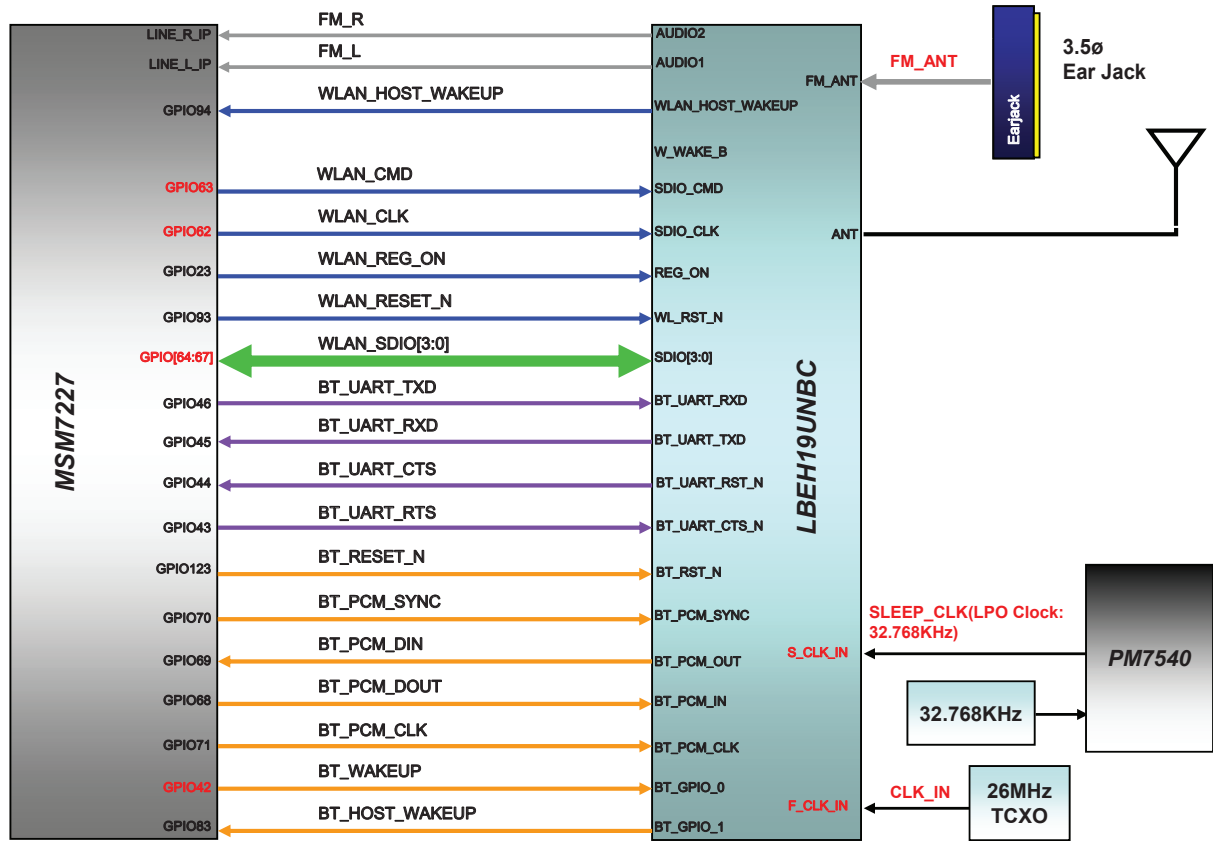 LINE_R_IP FM_R AUDIO2
LINE_L_IP FM_L AUDIO1
FM_ANT FM_ANT
Earjack
3.5ø
Ear Jack
GPIO94 WLAN_HOST_WAKEUP WLAN_HOST_WAKEUP
W_WAKE_B
GPIO63 WLAN_CMD SDIO_CMD
GPIO62 WLAN_CLK SDIO_CLK
ANT
GPIO23 WLAN_REG_ON REG_ON
GPIO93 WLAN_RESET_N WL_RST_N
GPIO[64:67] WLAN_SDIO[3:0] SDIO[3:0]
MSM7227
LBEH19UNBC
GPIO46 BT_UART_TXD BT_UART_RXD
GPIO45 BT_UART_RXD BT_UART_TXD
GPIO44 BT_UART_CTS BT_UART_RST_N
GPIO43 BT_UART_RTS BT_UART_CTS_N
GPIO123 BT_RESET_N BT_RST_N
GPIO70 BT_PCM_SYNC BT_PCM_SYNC
GPIO69 BT_PCM_DIN BT_PCM_OUT
GPIO68 BT_PCM_DOUT BT_PCM_IN
GPIO71 BT_PCM_CLK BT_PCM_CLK
GPIO42 BT_WAKEUP BT_GPIO_0
GPIO83 BT_HOST_WAKEUP BT_GPIO_1
SLEEP_CLK(LPO Clock:
32.768KHz)
S_CLK_IN
PM7540
32.768KHz
F_CLK_IN CLK_IN
26MHz
TCXO